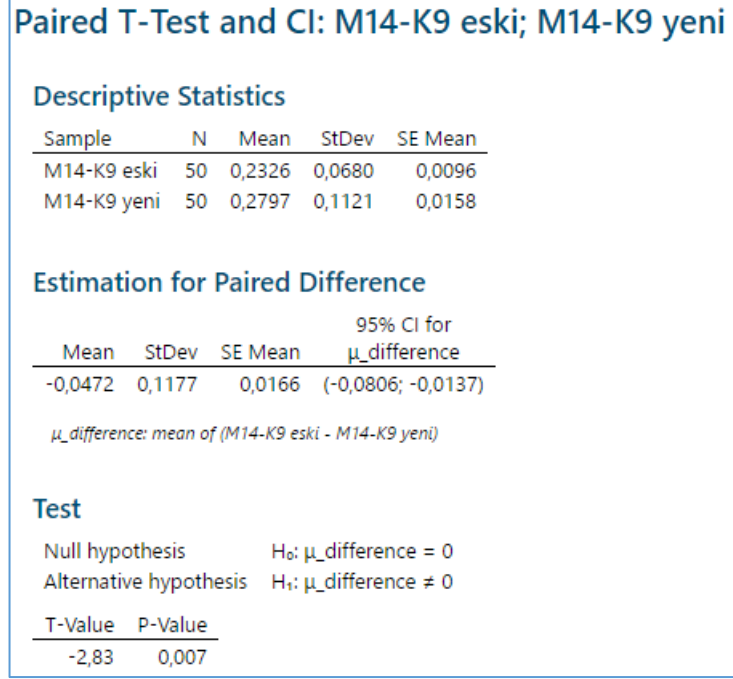 Paired T-Test and CI: M14-K9 eski; M14-K9 yeni
Descriptive Statistics
Sample N Mean StDev SE Mean
M14-K9 eski 50 0,2326 0,0680 0,0096
M14-K9 yeni 50 0,2797 0,1121 0,0158
Estimation for Paired Difference
95% CI for
Mean StDev SE Mean μ_difference
-0,0472 0,1177 0,0166 (-0,0806; -0,0137)
μ_difference: mean of (M14-K9 eski - M14-K9 yeni)
Test
Null hypothesis H₀: μ_difference = 0
Alternative hypothesis H₁: μ_difference ≠ 0
T-Value P-Value
-2,83 0,007